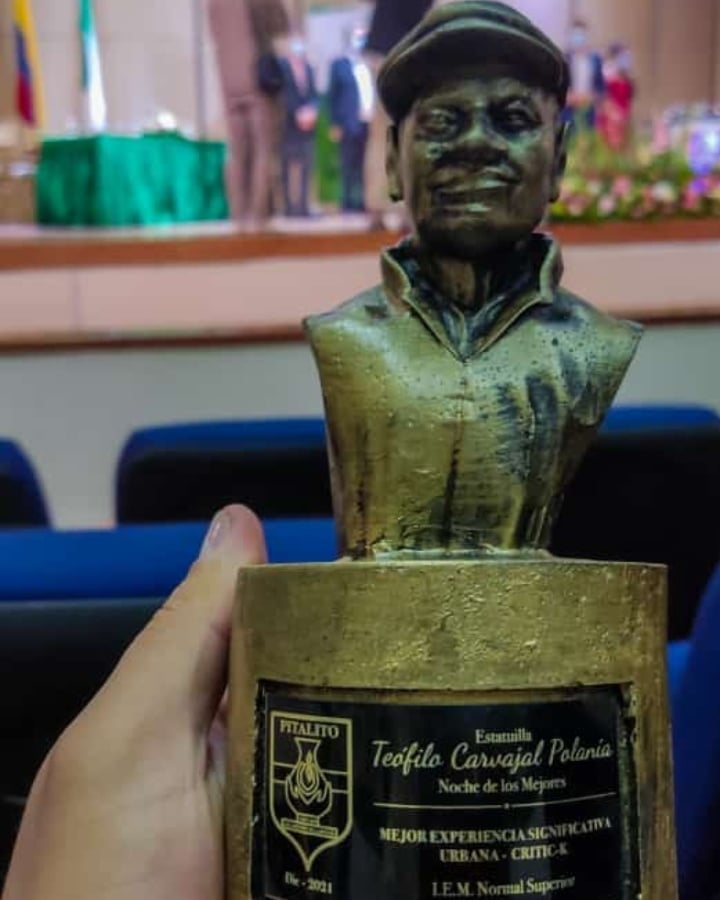 PITALITO
Dic - 2021
Estatuilla
Teófilo Carvajal Polanía
Noche de los Mejores
MEJOR EXPERIENCIA SIGNIFICATIVA
URBANA - CRITIC-K
I.E.M. Normal Superior